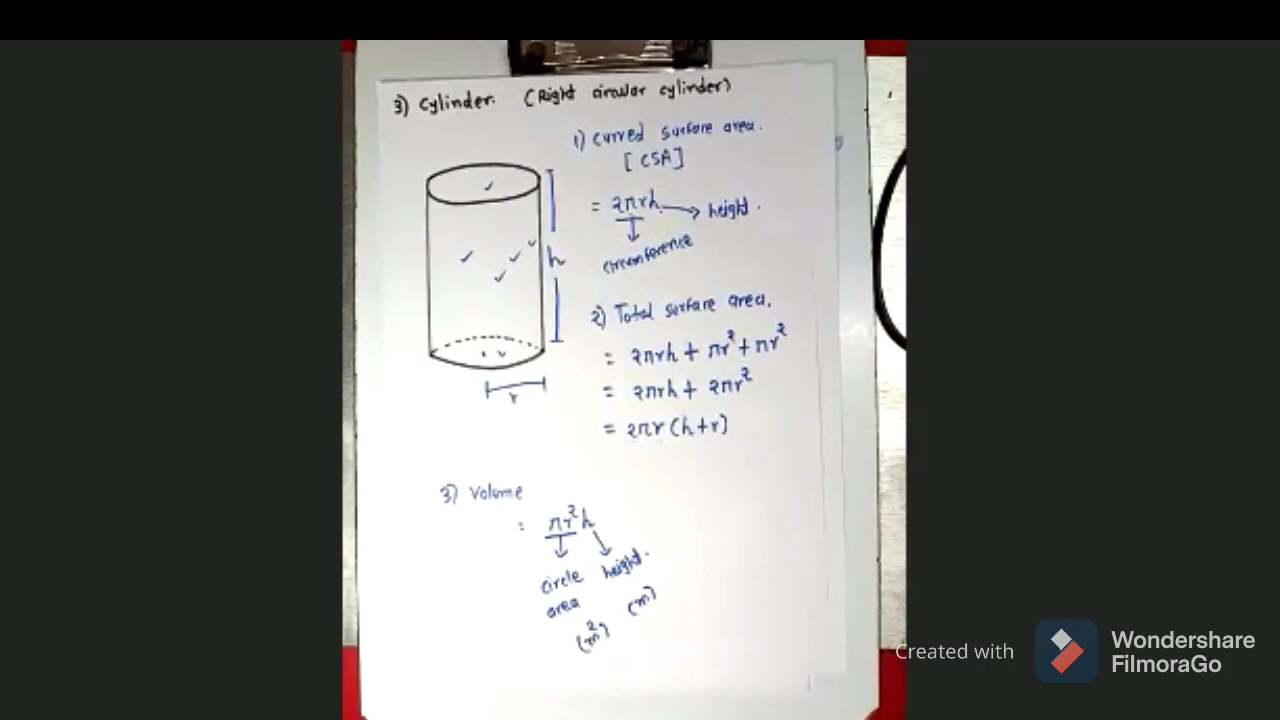 3) Cylinder. (Right circular cylinder)
1) Curved surface area.
[CSA]
= 2πrh → height.
circumference
h
r
2) Total surface area.
= 2πrh + πr² + πr²
= 2πrh + 2πr²
= 2πr (h+r)
3) Volume
= πr²h
circle height.
area
(m²) (m)
Created with
Wondershare
FilmoraGo